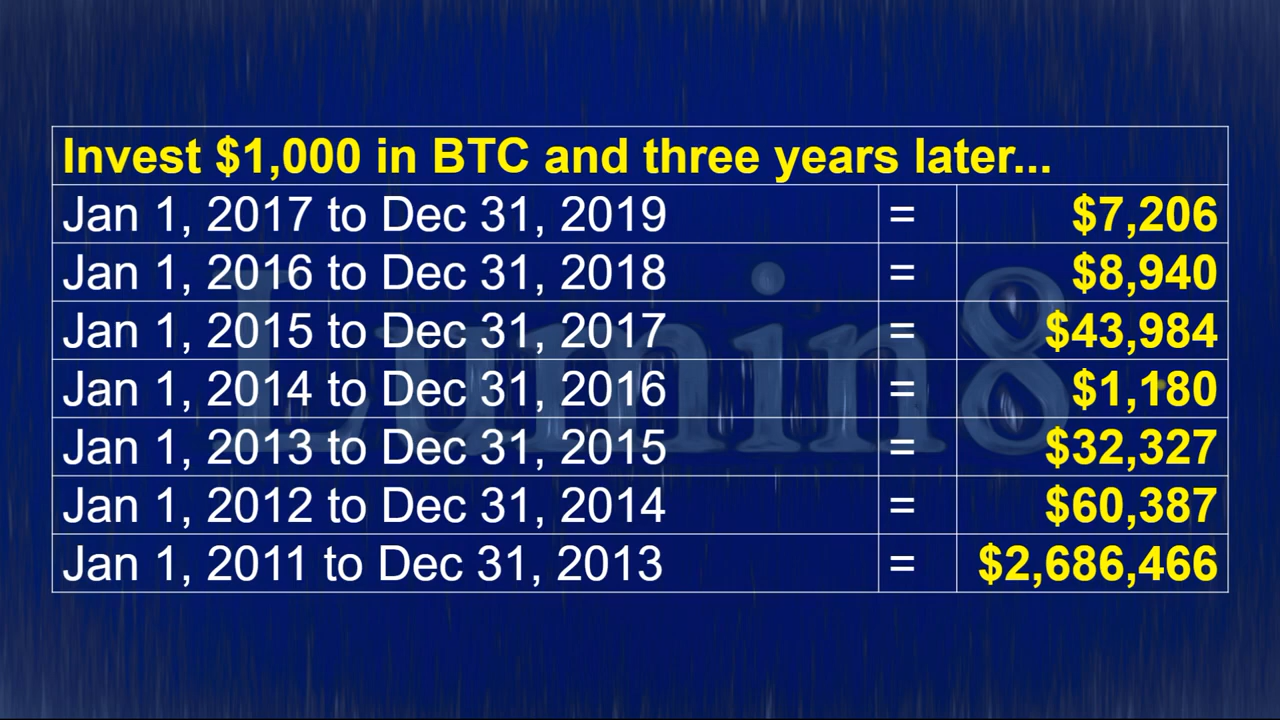 Invest $1,000 in BTC and three years later...
Jan 1, 2017 to Dec 31, 2019 = $7,206
Jan 1, 2016 to Dec 31, 2018 = $8,940
Jan 1, 2015 to Dec 31, 2017 = $43,984
Jan 1, 2014 to Dec 31, 2016 = $1,180
Jan 1, 2013 to Dec 31, 2015 = $32,327
Jan 1, 2012 to Dec 31, 2014 = $60,387
Jan 1, 2011 to Dec 31, 2013 = $2,686,466
Lumin8